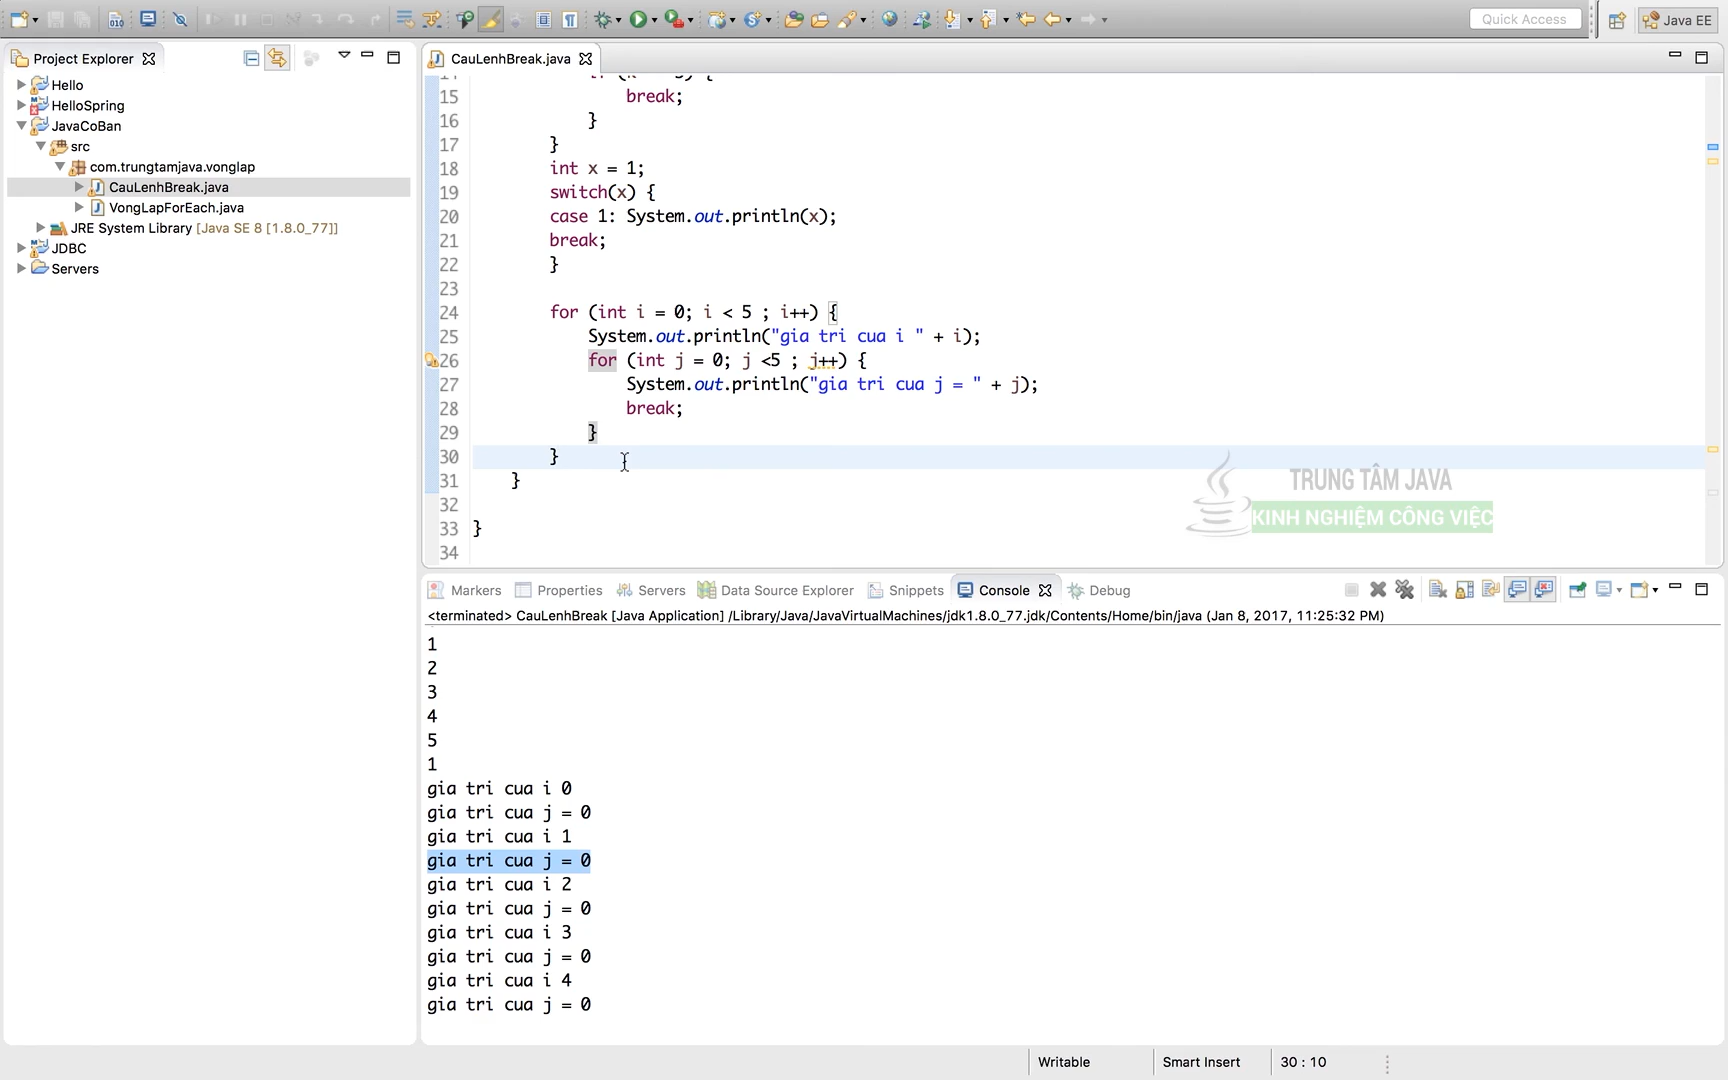 Quick Access
Java EE
Project Explorer
Hello
HelloSpring
JavaCoBan
src
com.trungtamjava.vonglap
CauLenhBreak.java
VongLapForEach.java
JRE System Library [Java SE 8 [1.8.0_77]]
JDBC
Servers
CauLenhBreak.java
15 break;
16 }
17 }
18 int x = 1;
19 switch(x) {
20 case 1: System.out.println(x);
21 break;
22 }
23
24 for (int i = 0; i < 5 ; i++) {
25 System.out.println("gia tri cua i " + i);
26 for (int j = 0; j <5 ; j++) {
27 System.out.println("gia tri cua j = " + j);
28 break;
29 }
30 }
31 }
32
33 }
34
TRUNG TÂM JAVA
KINH NGHIỆM CÔNG VIỆC
Markers Properties Servers Data Source Explorer Snippets Console Debug
<terminated> CauLenhBreak [Java Application] /Library/Java/JavaVirtualMachines/jdk1.8.0_77.jdk/Contents/Home/bin/java (Jan 8, 2017, 11:25:32 PM)
1
2
3
4
5
1
gia tri cua i 0
gia tri cua j = 0
gia tri cua i 1
gia tri cua j = 0
gia tri cua i 2
gia tri cua j = 0
gia tri cua i 3
gia tri cua j = 0
gia tri cua i 4
gia tri cua j = 0
Writable Smart Insert 30 : 10